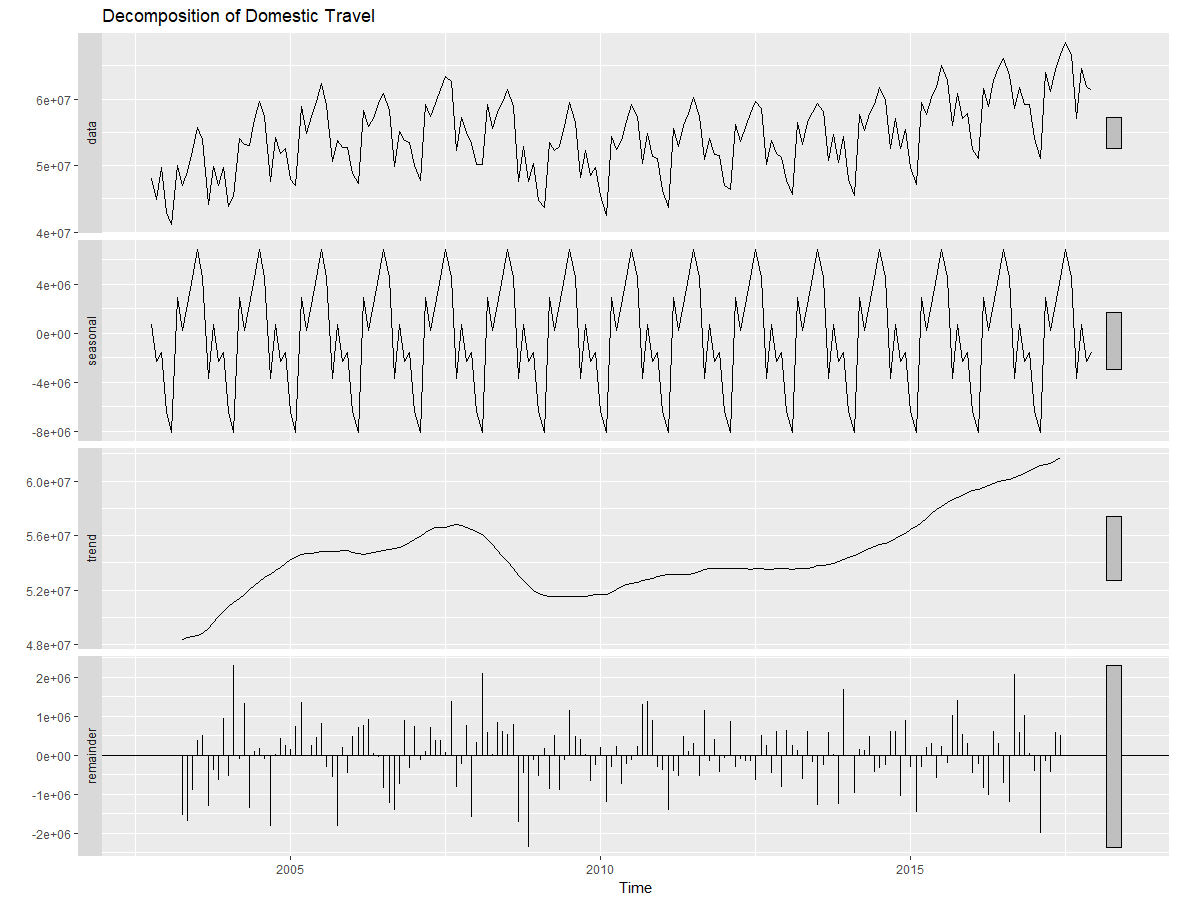 Decomposition of Domestic Travel
data
6e+07
5e+07
4e+07
seasonal
4e+06
0e+00
-4e+06
-8e+06
trend
6.0e+07
5.6e+07
5.2e+07
4.8e+07
remainder
2e+06
1e+06
0e+00
-1e+06
-2e+06
2005 2010 2015
Time